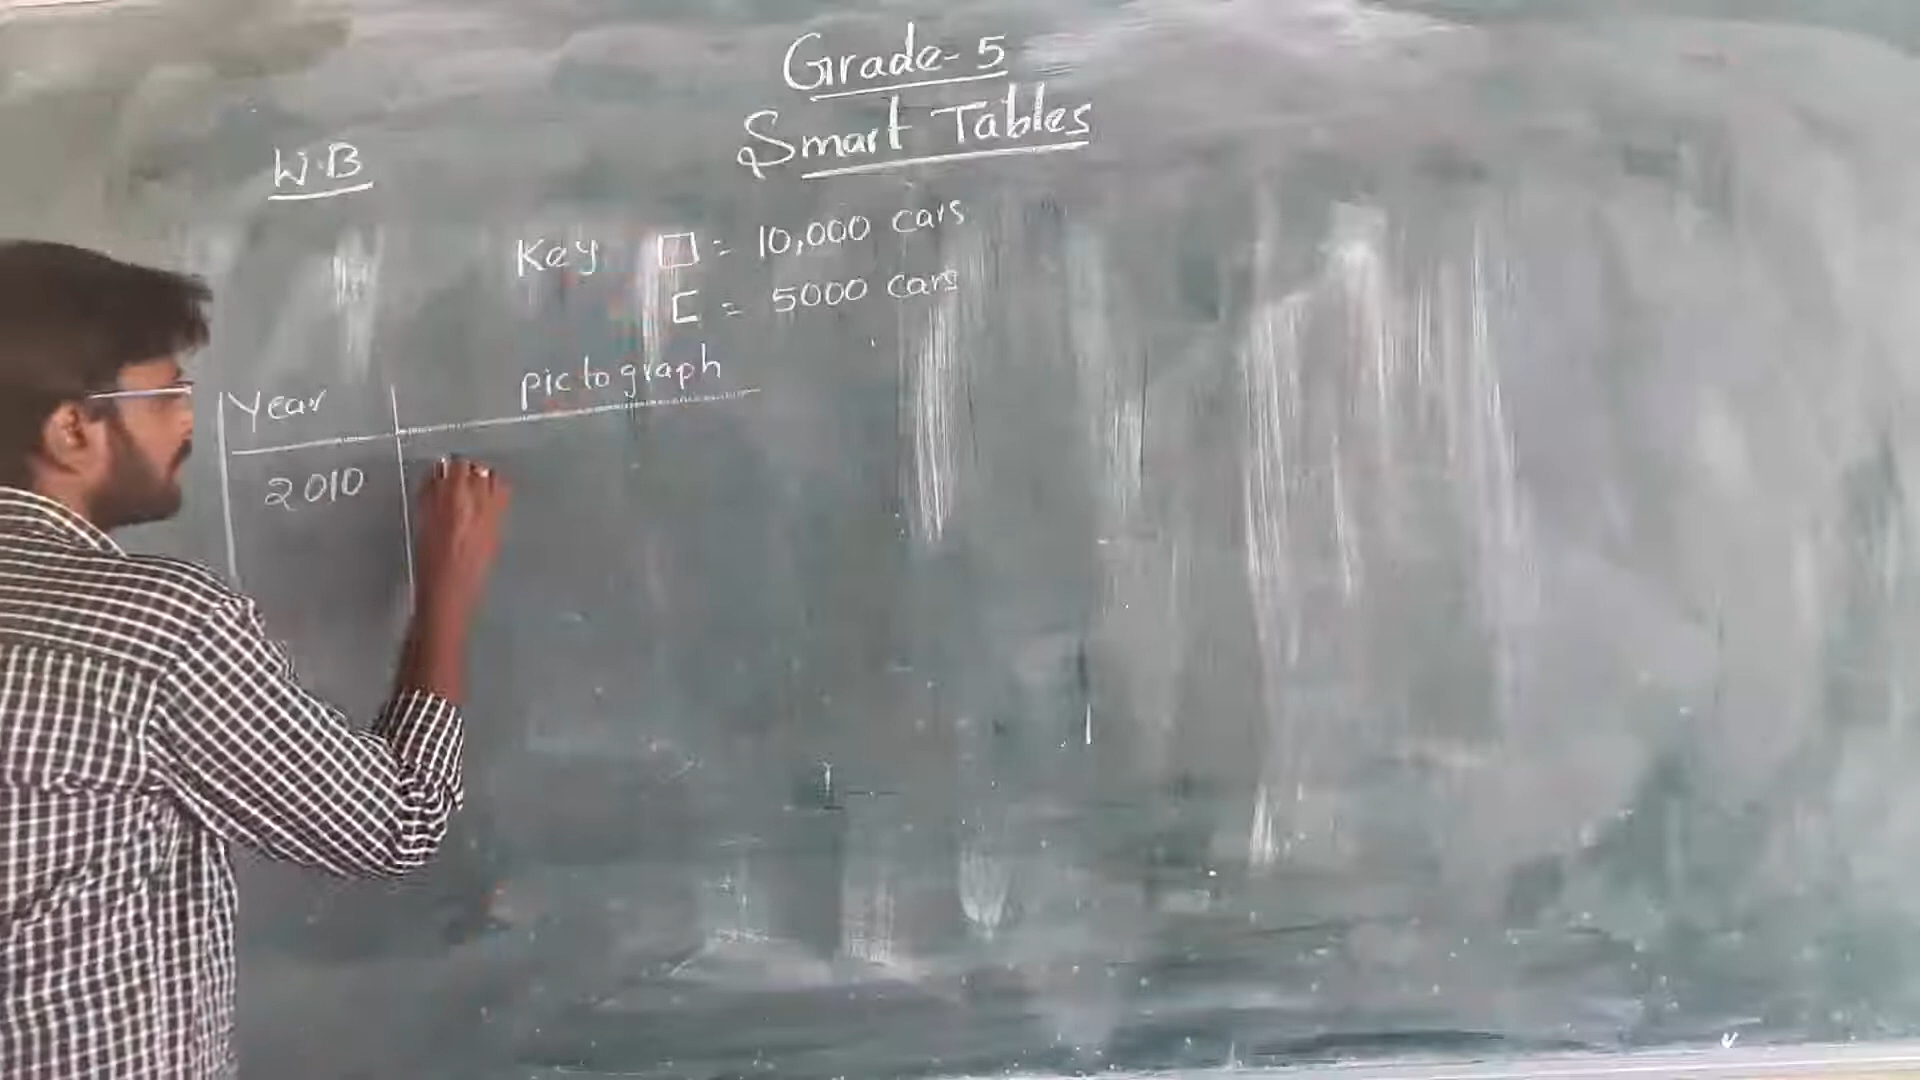 Grade-5
Smart Tables
W.B
Key □ = 10,000 cars
[ = 5000 cars
Year pictograph
2010